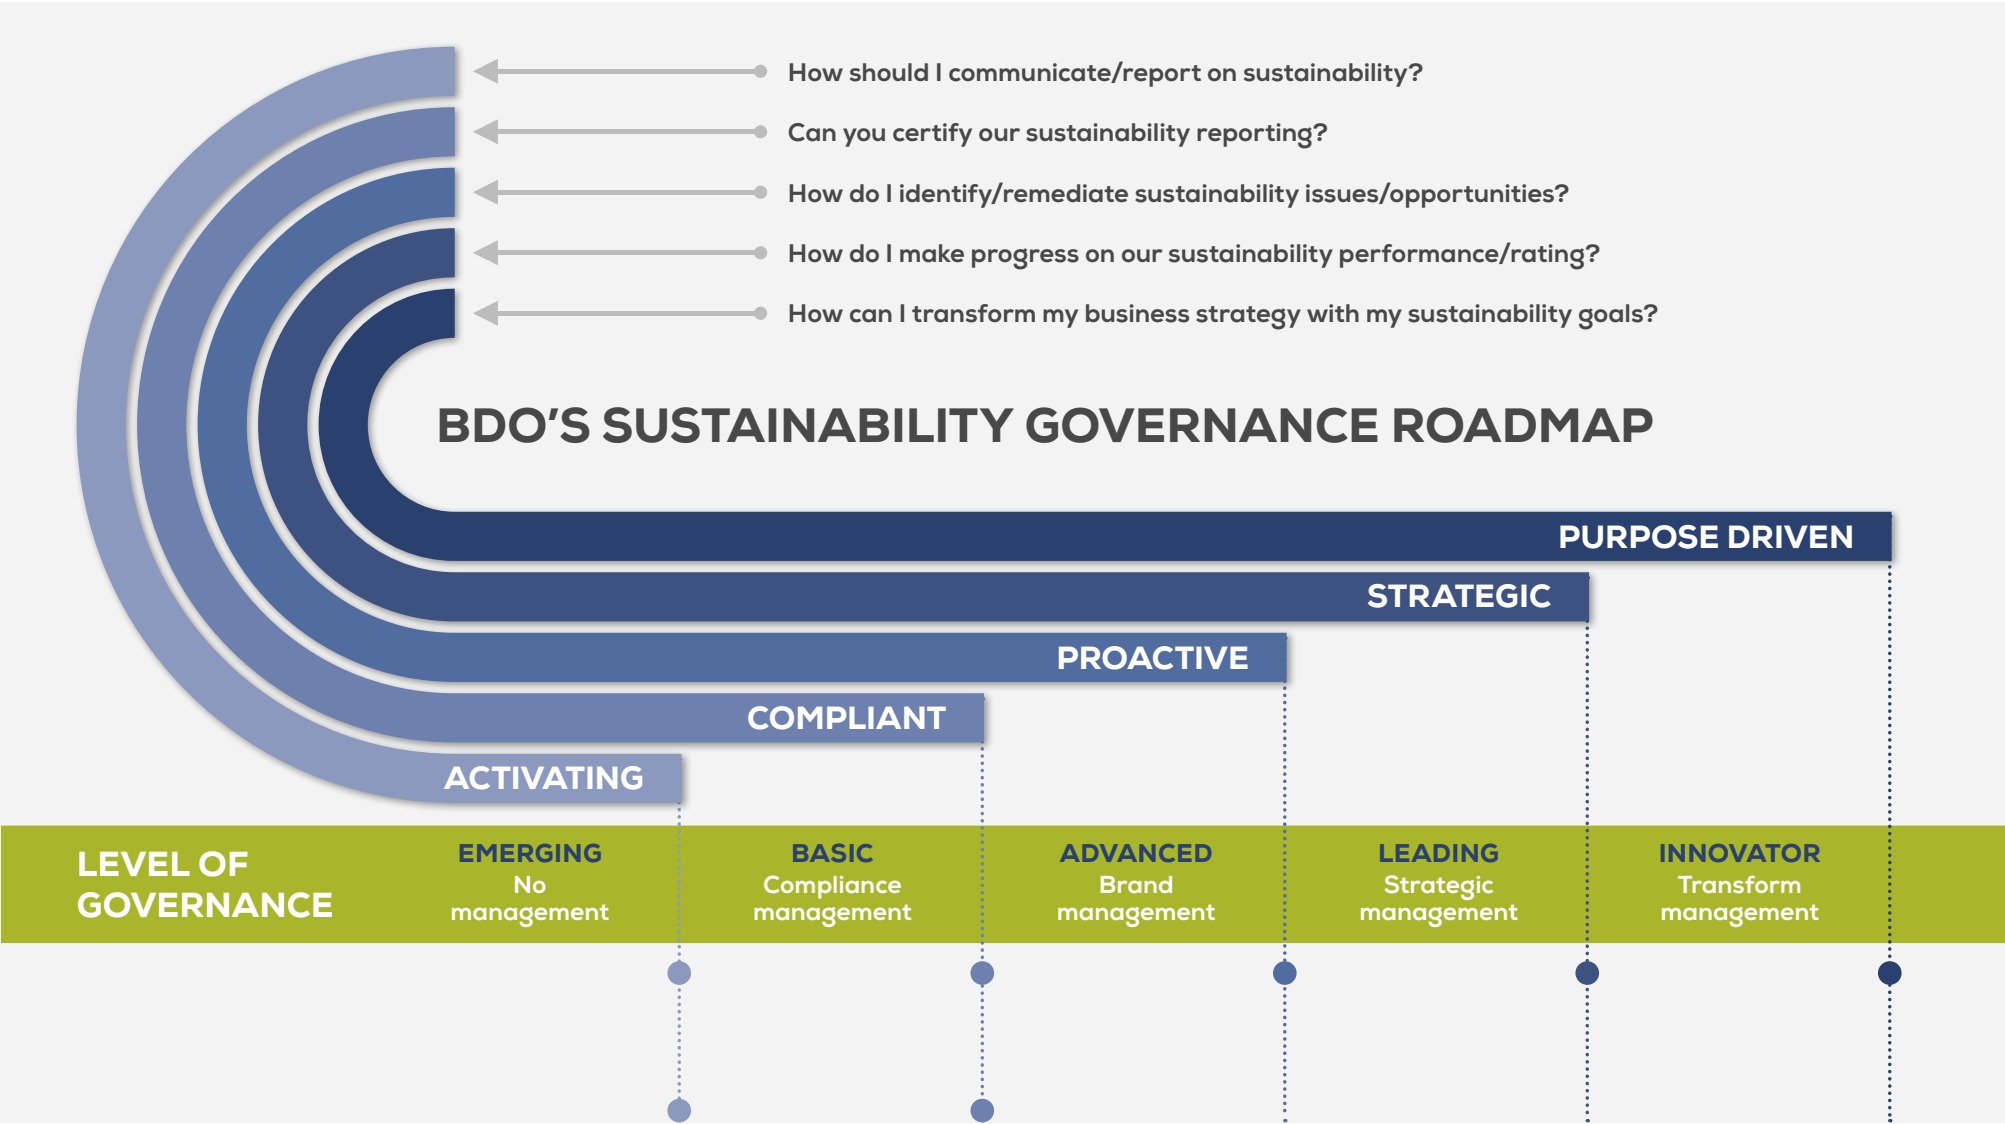 How should I communicate/report on sustainability?
Can you certify our sustainability reporting?
How do I identify/remediate sustainability issues/opportunities?
How do I make progress on our sustainability performance/rating?
How can I transform my business strategy with my sustainability goals?
BDO’S SUSTAINABILITY GOVERNANCE ROADMAP
PURPOSE DRIVEN
STRATEGIC
PROACTIVE
COMPLIANT
ACTIVATING
LEVEL OF
GOVERNANCE
EMERGING
No
management
BASIC
Compliance
management
ADVANCED
Brand
management
LEADING
Strategic
management
INNOVATOR
Transform
management